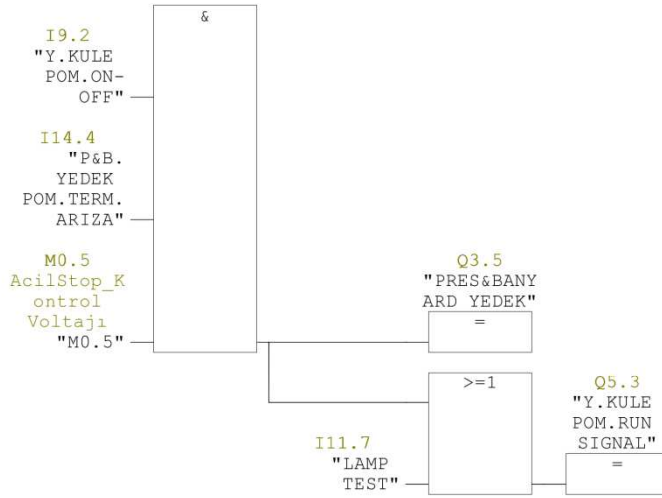 &
I9.2
"Y.KULE
POM.ON-
OFF"
I14.4
"P&B.
YEDEK
POM.TERM.
ARIZA"
M0.5
AcilStop_K
ontrol
Voltajı
"M0.5"
Q3.5
"PRES&BANY
ARD YEDEK"
=
>=1
Q5.3
"Y.KULE
POM.RUN
SIGNAL"
=
I11.7
"LAMP
TEST"